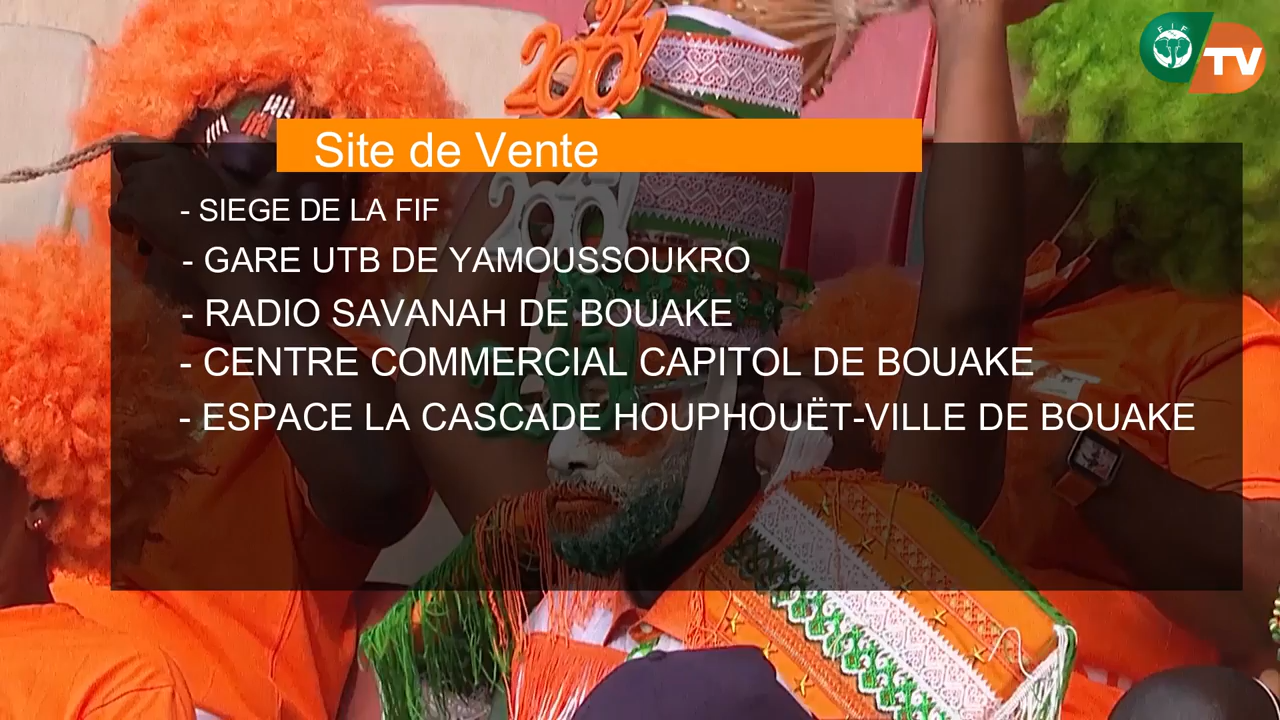 FIF
TV
Site de Vente
- SIEGE DE LA FIF
- GARE UTB DE YAMOUSSOUKRO
- RADIO SAVANAH DE BOUAKE
- CENTRE COMMERCIAL CAPITOL DE BOUAKE
- ESPACE LA CASCADE HOUPHOUËT-VILLE DE BOUAKE